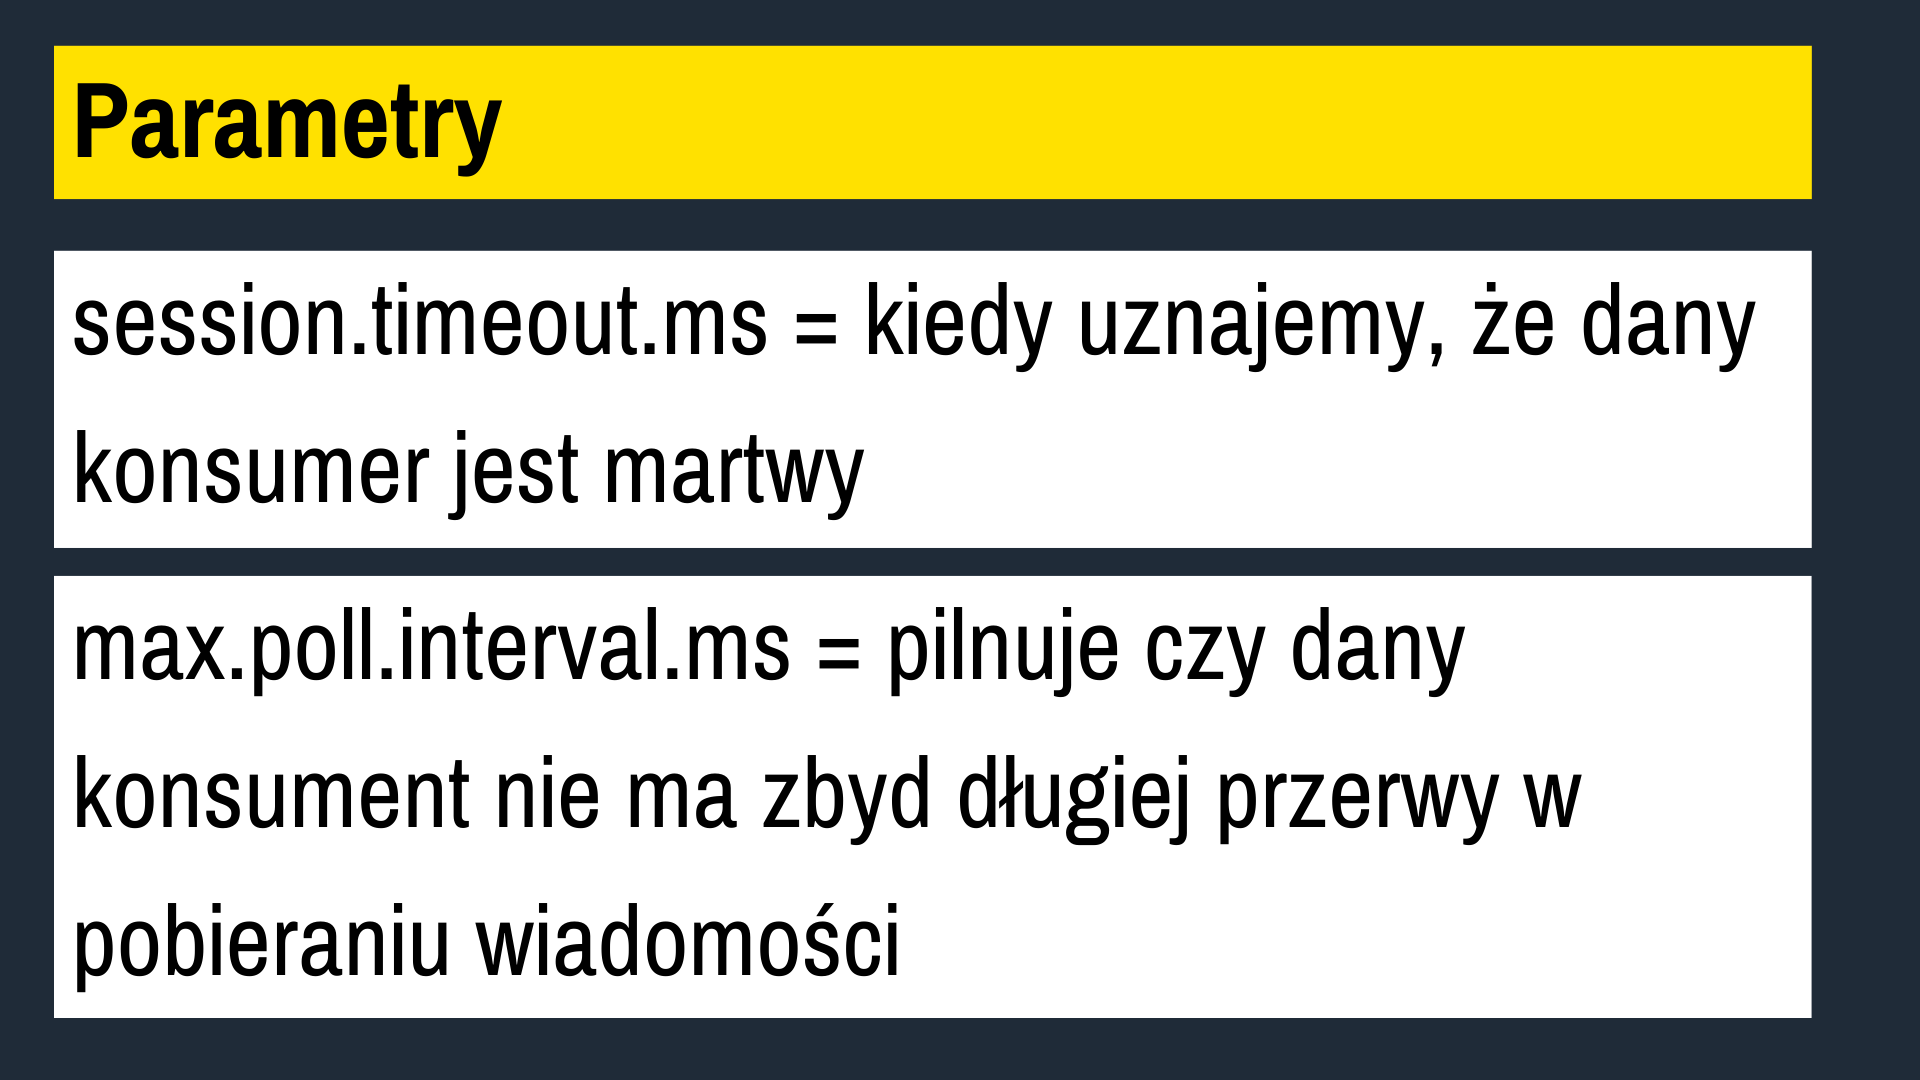 Parametry
session.timeout.ms = kiedy uznajemy, że dany
konsumer jest martwy
max.poll.interval.ms = pilnuje czy dany
konsument nie ma zbyd długiej przerwy w
pobieraniu wiadomości